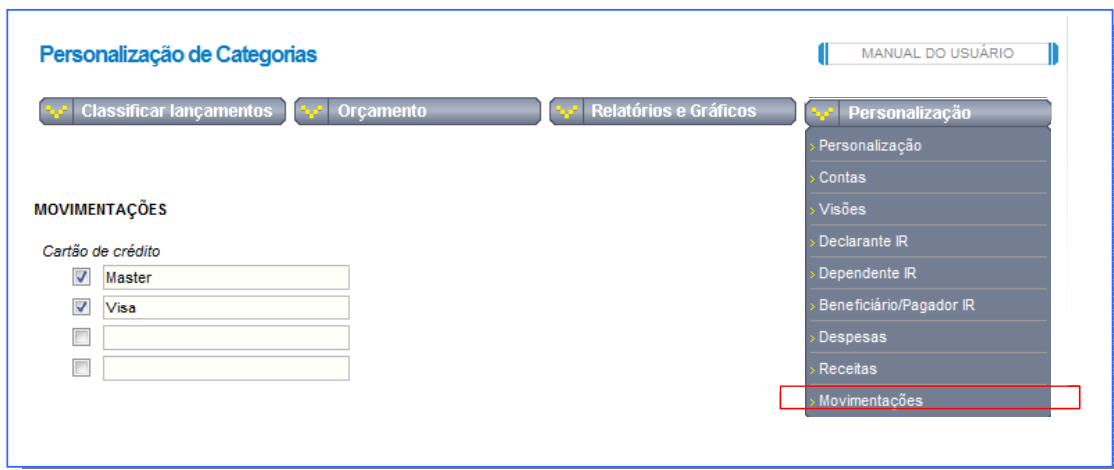 Personalização de Categorias
MANUAL DO USUÁRIO
Classificar lançamentos
Orçamento
Relatórios e Gráficos
Personalização
Personalização
Contas
Visões
Declarante IR
Dependente IR
Beneficiário/Pagador IR
Despesas
Receitas
Movimentações
MOVIMENTAÇÕES
Cartão de crédito
Master
Visa